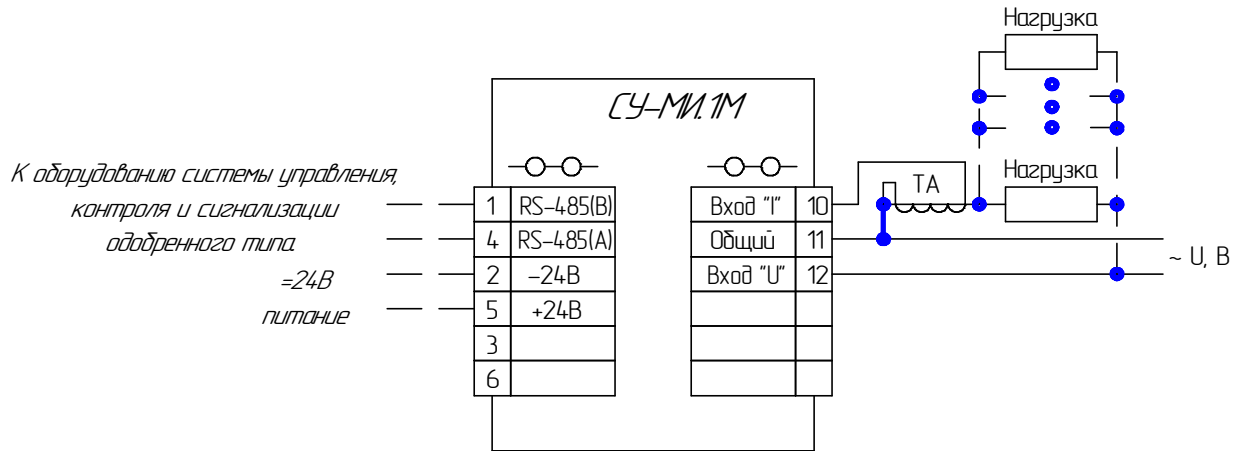 Нагрузка
СУ-МИ.1М
К оборудованию системы управления,
контроля и сигнализации
одобренного типа
=24В
питание
1 RS-485(B)
4 RS-485(A)
2 -24В
5 +24В
3
6
Вход "I" 10
Общий 11
Вход "U" 12
ТА
Нагрузка
~ U, В